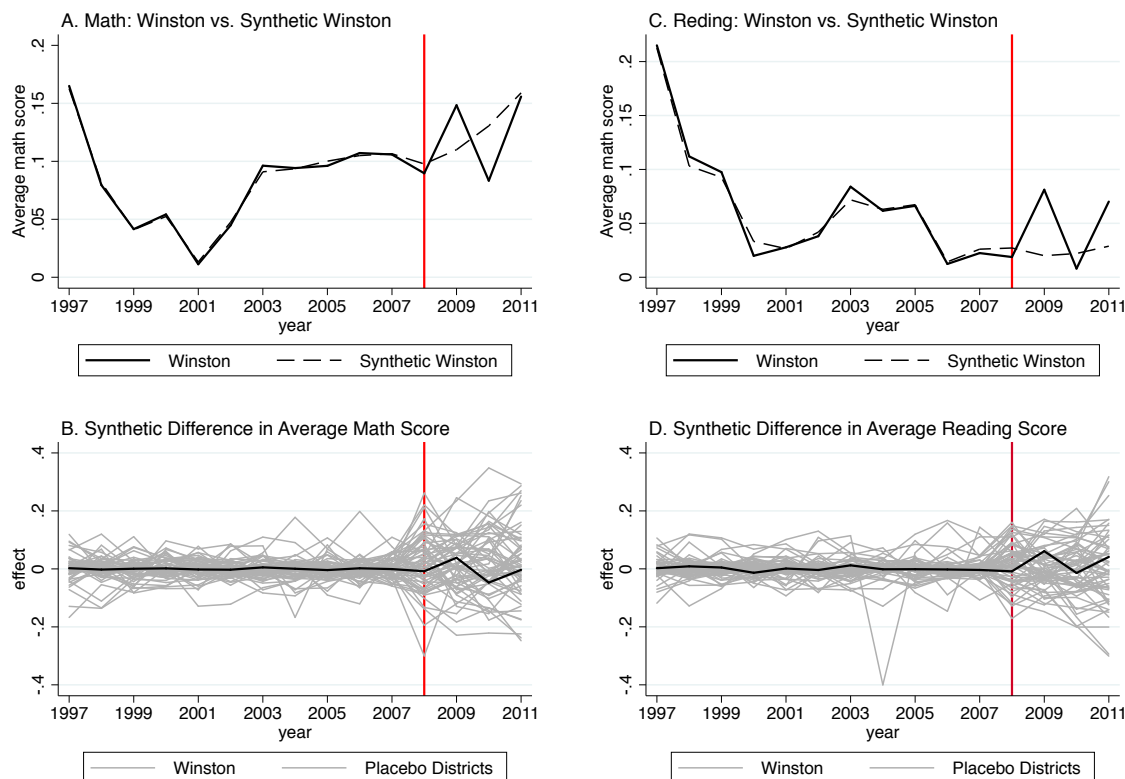 A. Math: Winston vs. Synthetic Winston
Average math score
.2
.15
.1
.05
0
1997 1999 2001 2003 2005 2007 2009 2011
year
Winston Synthetic Winston
C. Reding: Winston vs. Synthetic Winston
Average math score
.2
.15
.1
.05
0
1997 1999 2001 2003 2005 2007 2009 2011
year
Winston Synthetic Winston
B. Synthetic Difference in Average Math Score
effect
.4
.2
0
-.2
-.4
1997 1999 2001 2003 2005 2007 2009 2011
year
Winston Placebo Districts
D. Synthetic Difference in Average Reading Score
effect
.4
.2
0
-.2
-.4
1997 1999 2001 2003 2005 2007 2009 2011
year
Winston Placebo Districts